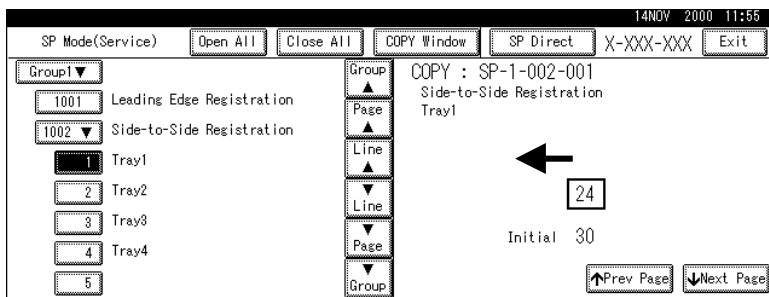 14NOV 2000 11:55
SP Mode(Service) Open All Close All COPY Window SP Direct X-XXX-XXX Exit
Group1▼
1001 Leading Edge Registration
1002 ▼ Side-to-Side Registration
1 Tray1
2 Tray2
3 Tray3
4 Tray4
5
Group
▲
Page
▲
Line
▲
▼
Line
▼
Page
▼
Group
COPY : SP-1-002-001
Side-to-Side Registration
Tray1
24
Initial 30
↑Prev Page ↓Next Page